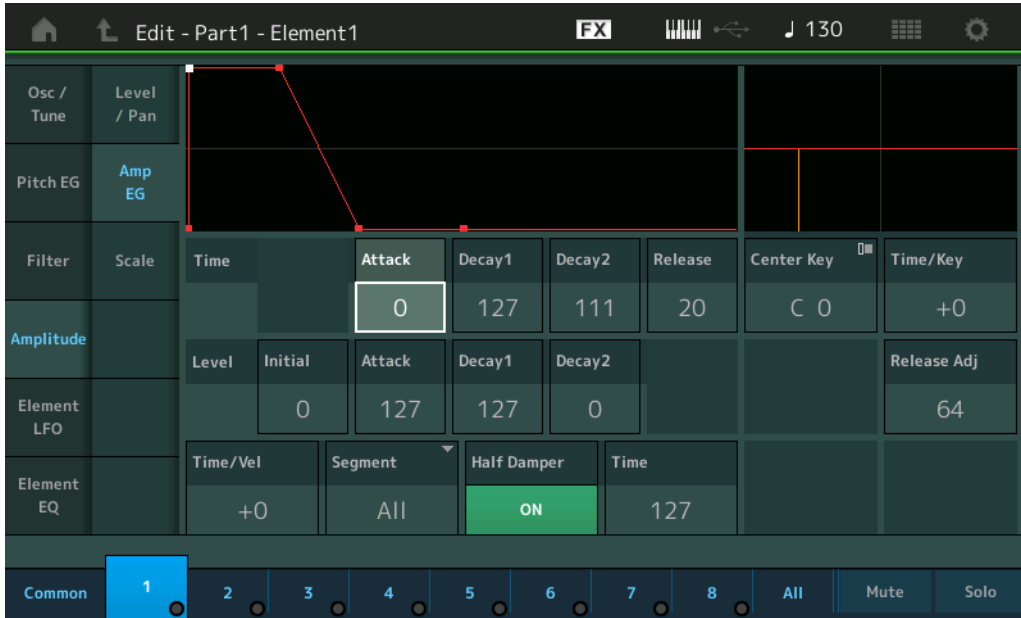 Edit - Part1 - Element1
FX
♩ 130
Osc /
Tune
Level
/ Pan
Pitch EG
Amp
EG
Filter
Scale
Time
Attack
Decay1
Decay2
Release
Center Key
Time/Key
0
127
111
20
C 0
+0
Amplitude
Level
Initial
Attack
Decay1
Decay2
Release Adj
0
127
127
0
64
Element
LFO
Time/Vel
Segment
Half Damper
Time
+0
All
ON
127
Element
EQ
Common
1
2
3
4
5
6
7
8
All
Mute
Solo